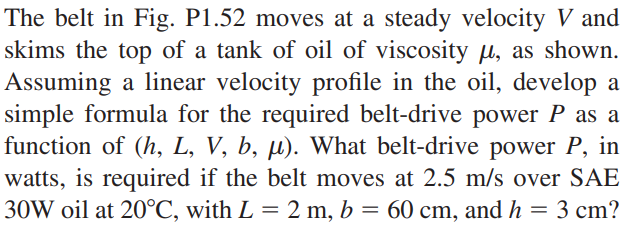 The belt in Fig. P1.52 moves at a steady velocity V and
skims the top of a tank of oil of viscosity μ, as shown.
Assuming a linear velocity profile in the oil, develop a
simple formula for the required belt-drive power P as a
function of (h, L, V, b, μ). What belt-drive power P, in
watts, is required if the belt moves at 2.5 m/s over SAE
30W oil at 20°C, with L = 2 m, b = 60 cm, and h = 3 cm?